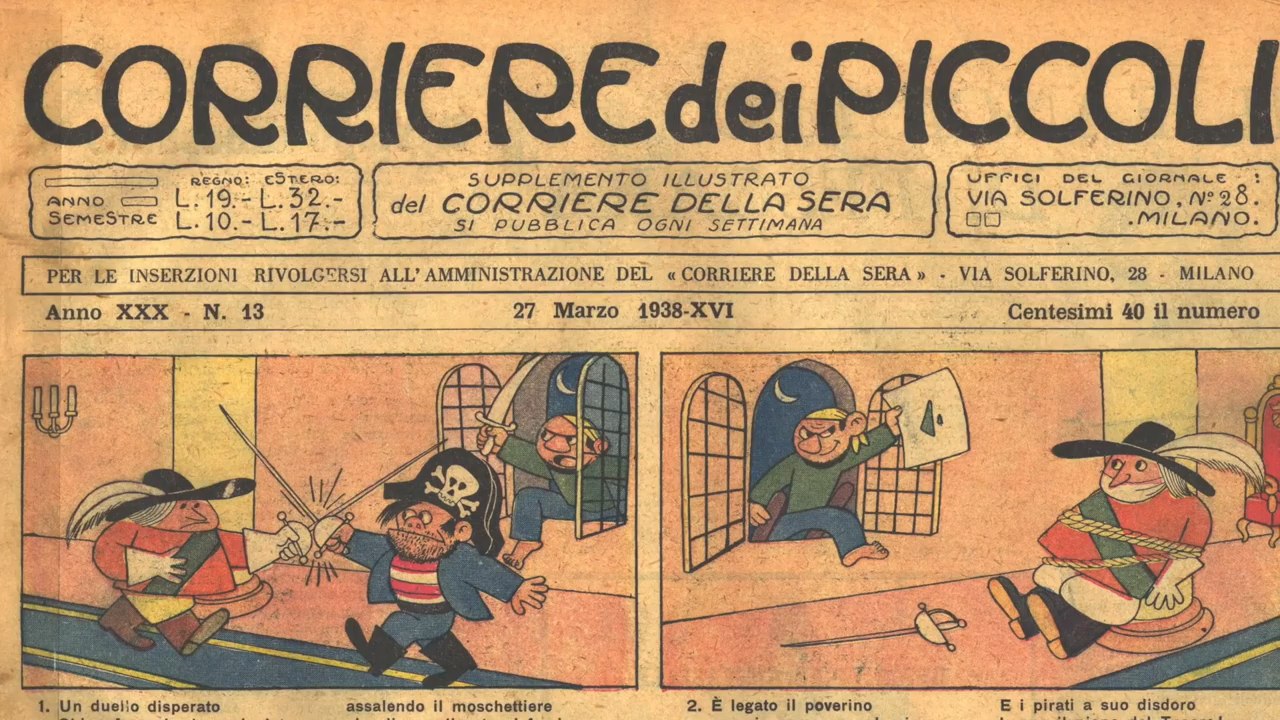 CORRIERE dei PICCOLI
REGNO: ESTERO:
ANNO L. 19.- L. 32.-
SEMESTRE L. 10.- L. 17.-
SUPPLEMENTO ILLUSTRATO
del CORRIERE DELLA SERA
SI PUBBLICA OGNI SETTIMANA
UFFICI DEL GIORNALE :
VIA SOLFERINO, Nº 28.
.MILANO.
PER LE INSERZIONI RIVOLGERSI ALL'AMMINISTRAZIONE DEL « CORRIERE DELLA SERA » - VIA SOLFERINO, 28 - MILANO
Anno XXX - N. 13 27 Marzo 1938-XVI Centesimi 40 il numero
1. Un duello disperato
assalendo il moschettiere
2. È legato il poverino
E i pirati a suo disdoro